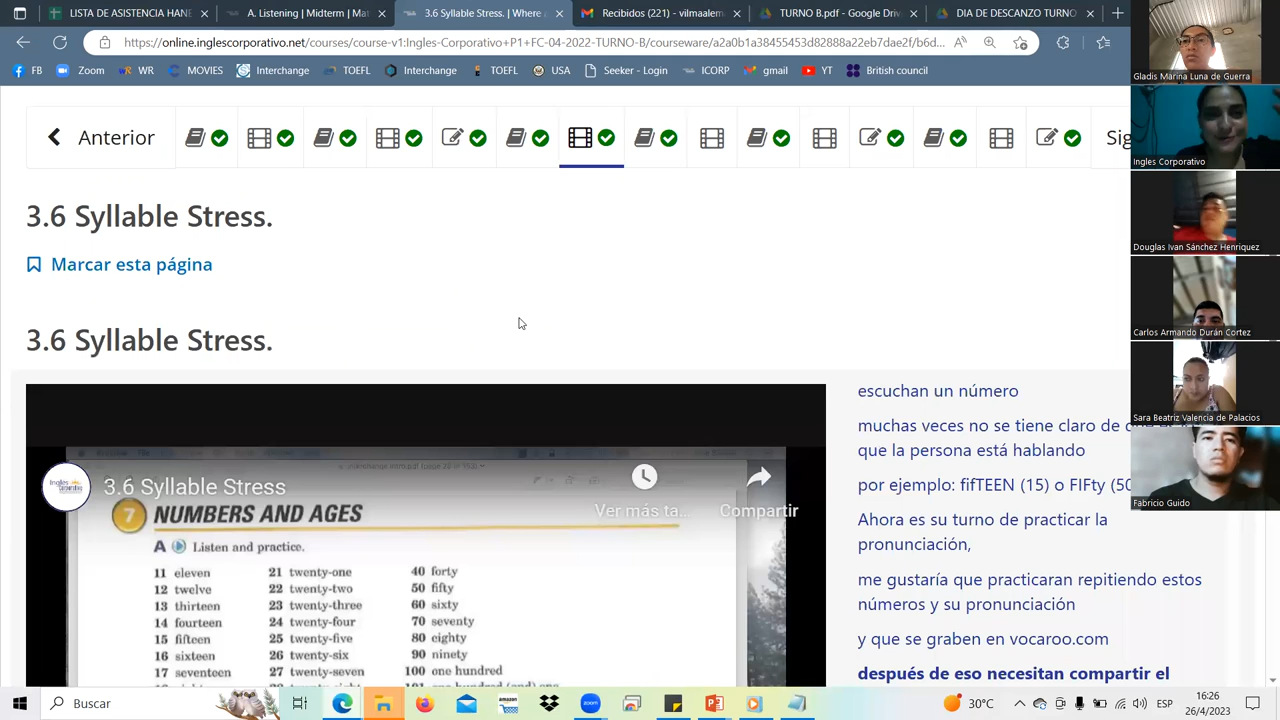 LISTA DE ASISTENCIA HANE
A. Listening | Midterm | Ma
3.6 Syllable Stress. | Where a
Recibidos (221) - vilmaalem
TURNO B.pdf - Google Driv
DIA DE DESCANZO TURNO
https://online.inglescorporativo.net/courses/course-v1:Ingles-Corporativo+P1+FC-04-2022-TURNO-B/courseware/a2a0b1a38455453d82888a22eb7dae2f/b6d...
FB
Zoom
WR
MOVIES
Interchange
TOEFL
Interchange
TOEFL
USA
Seeker - Login
ICORP
gmail
YT
British council
Anterior
Sig
3.6 Syllable Stress.
Marcar esta página
3.6 Syllable Stress.
3.6 Syllable Stress
Ver más ta...
Compartir
7 NUMBERS AND AGES
A Listen and practice.
11 eleven 21 twenty-one 40 forty
12 twelve 22 twenty-two 50 fifty
13 thirteen 23 twenty-three 60 sixty
14 fourteen 24 twenty-four 70 seventy
15 fifteen 25 twenty-five 80 eighty
16 sixteen 26 twenty-six 90 ninety
17 seventeen 27 twenty-seven 100 one hundred
escuchan un número
muchas veces no se tiene claro de
que la persona está hablando
por ejemplo: fifTEEN (15) o FIFty (50
Ahora es su turno de practicar la
pronunciación,
me gustaría que practicaran repitiendo estos
números y su pronunciación
y que se graben en vocaroo.com
después de eso necesitan compartir el
Gladis Marina Luna de Guerra
Ingles Corporativo
Douglas Ivan Sánchez Henriquez
Carlos Armando Durán Cortez
Sara Beatriz Valencia de Palacios
Fabricio Guido
Buscar
30°C
ESP
16:26
26/4/2023